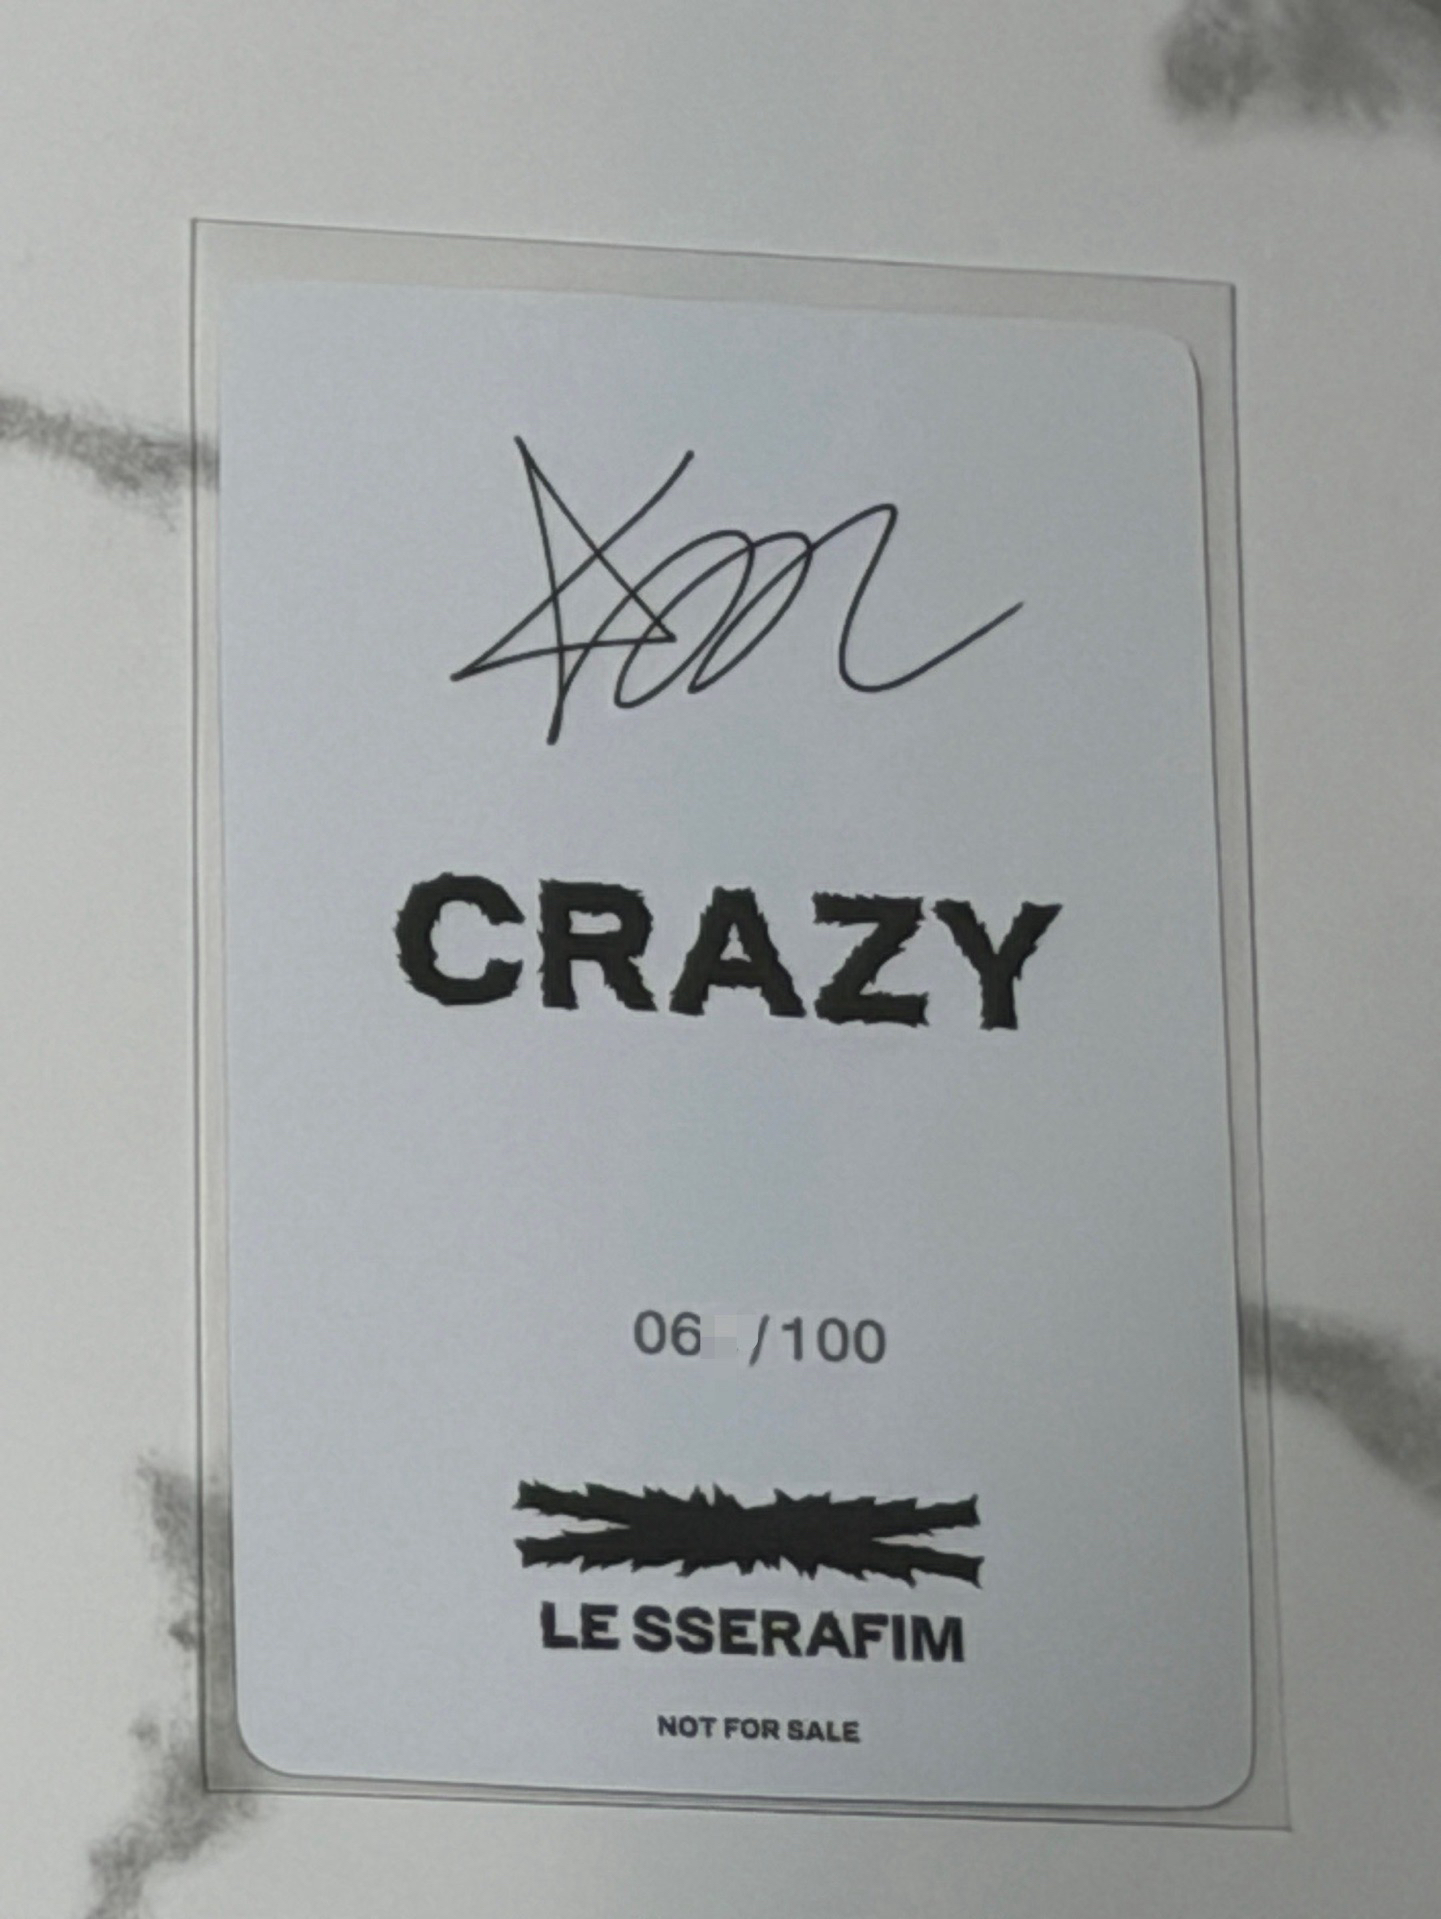 CRAZY
06 /100
LE SSERAFIM
NOT FOR SALE